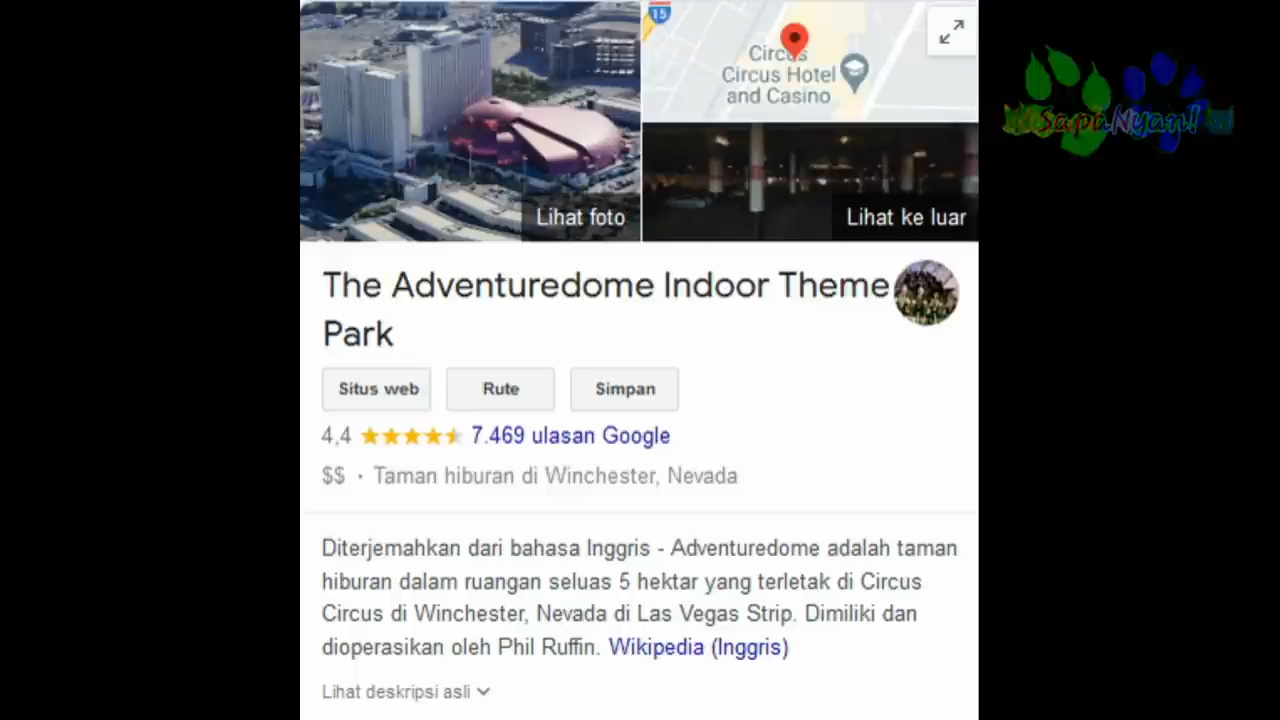 15
Circus
Circus Hotel
and Casino
Lihat foto
Lihat ke luar
SapaNyan!
The Adventuredome Indoor Theme
Park
Situs web
Rute
Simpan
4,4
7.469 ulasan Google
$$ · Taman hiburan di Winchester, Nevada
Diterjemahkan dari bahasa Inggris - Adventuredome adalah taman
hiburan dalam ruangan seluas 5 hektar yang terletak di Circus
Circus di Winchester, Nevada di Las Vegas Strip. Dimiliki dan
dioperasikan oleh Phil Ruffin. Wikipedia (Inggris)
Lihat deskripsi asli